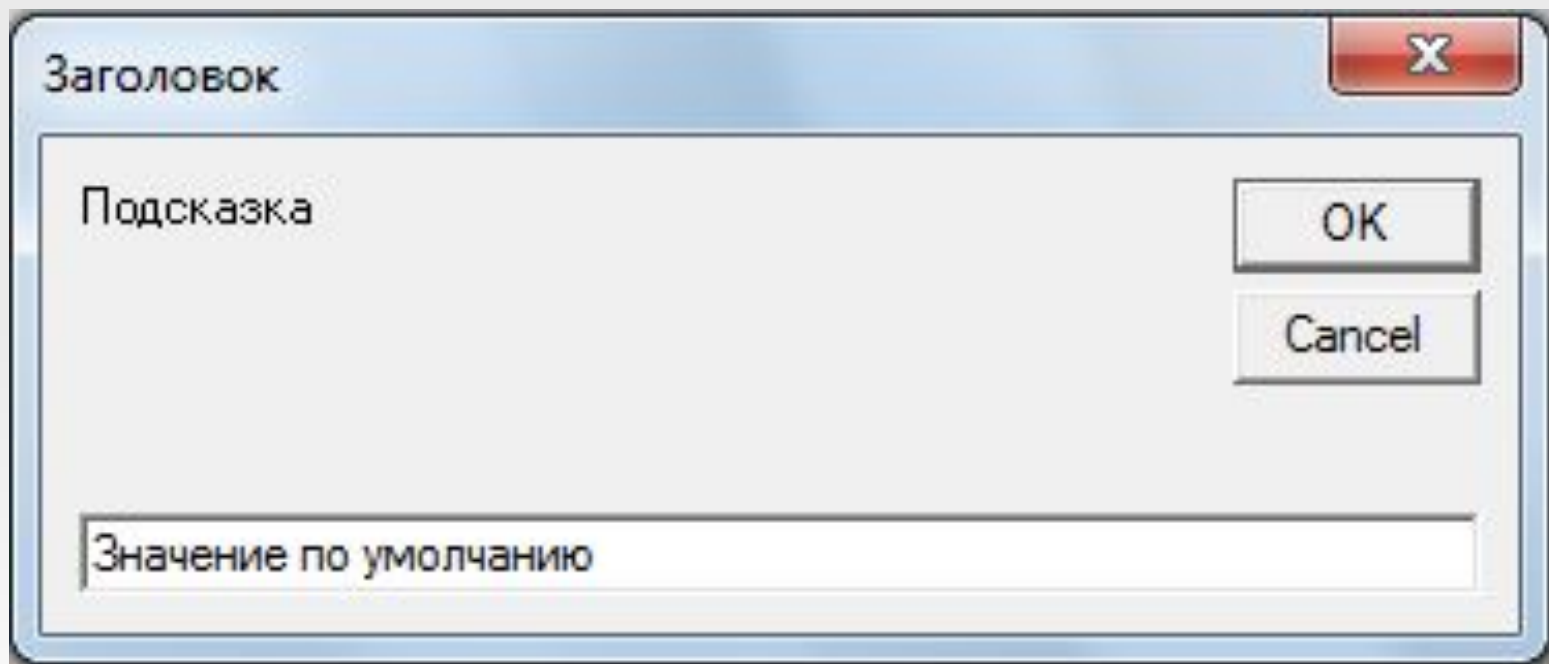 Заголовок
Подсказка
OK
Cancel
Значение по умолчанию